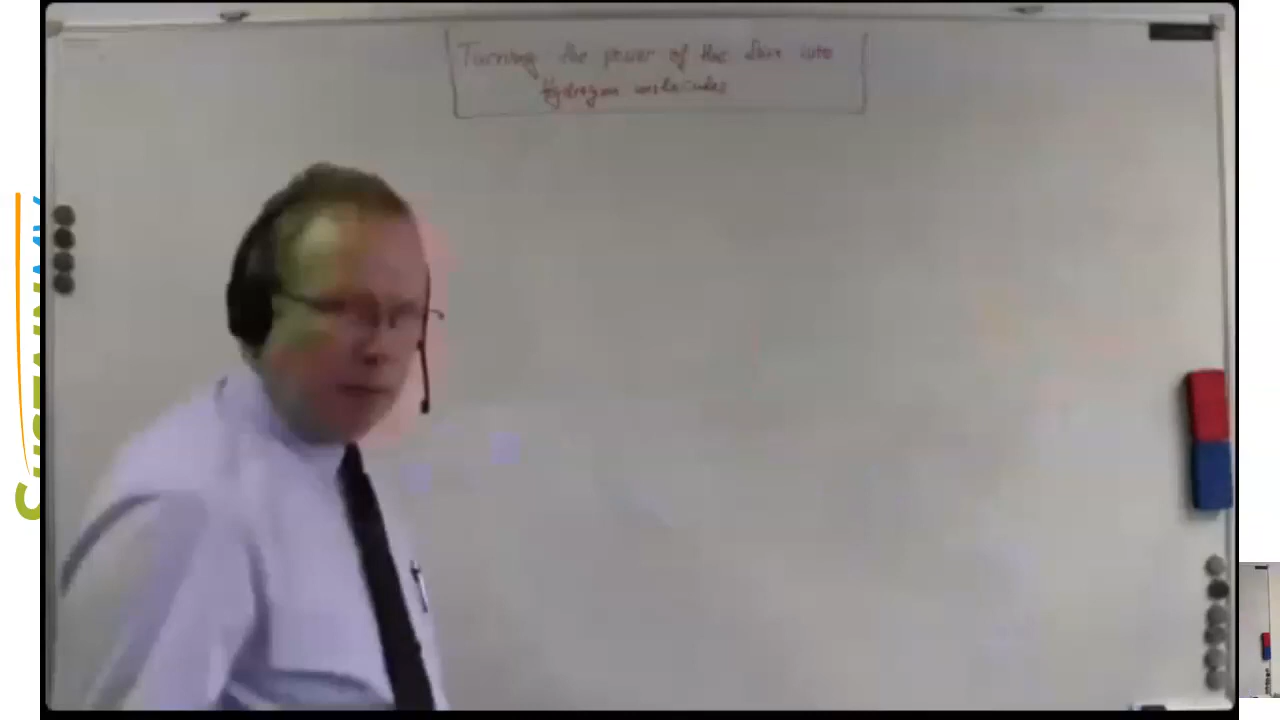 Turning the power of the Sun into
Hydrogen molecules